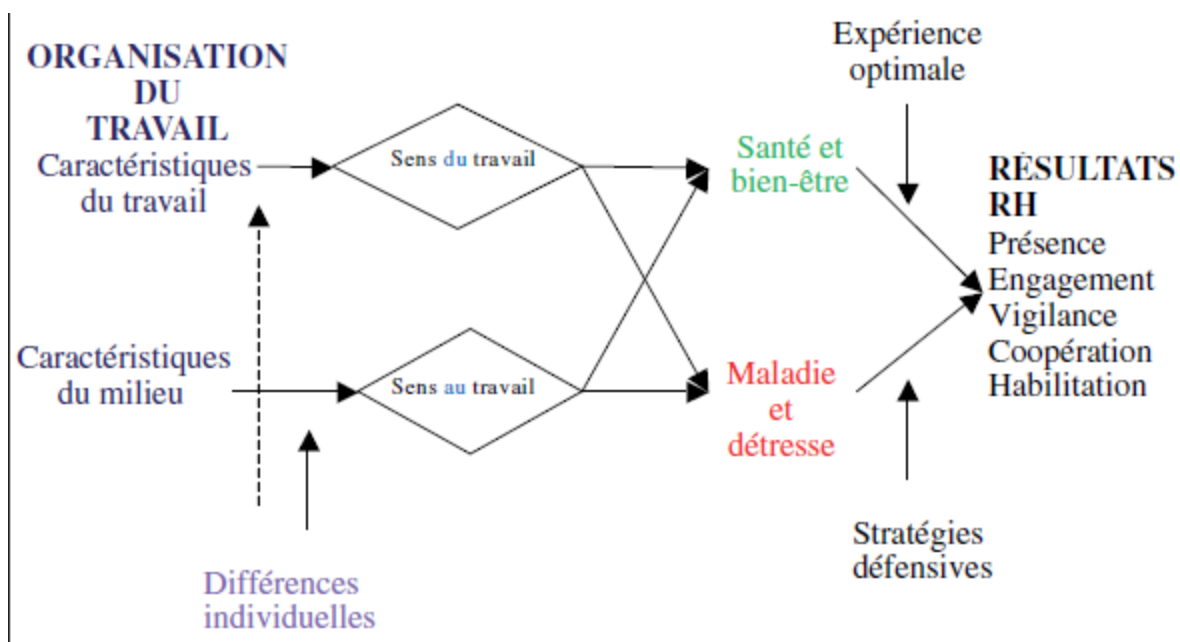 ORGANISATION
DU
TRAVAIL
Caractéristiques
du travail
Caractéristiques
du milieu
Différences
individuelles
Sens du travail
Sens au travail
Santé et
bien-être
Maladie
et
détresse
Expérience
optimale
Stratégies
défensives
RÉSULTATS
RH
Présence
Engagement
Vigilance
Coopération
Habilitation